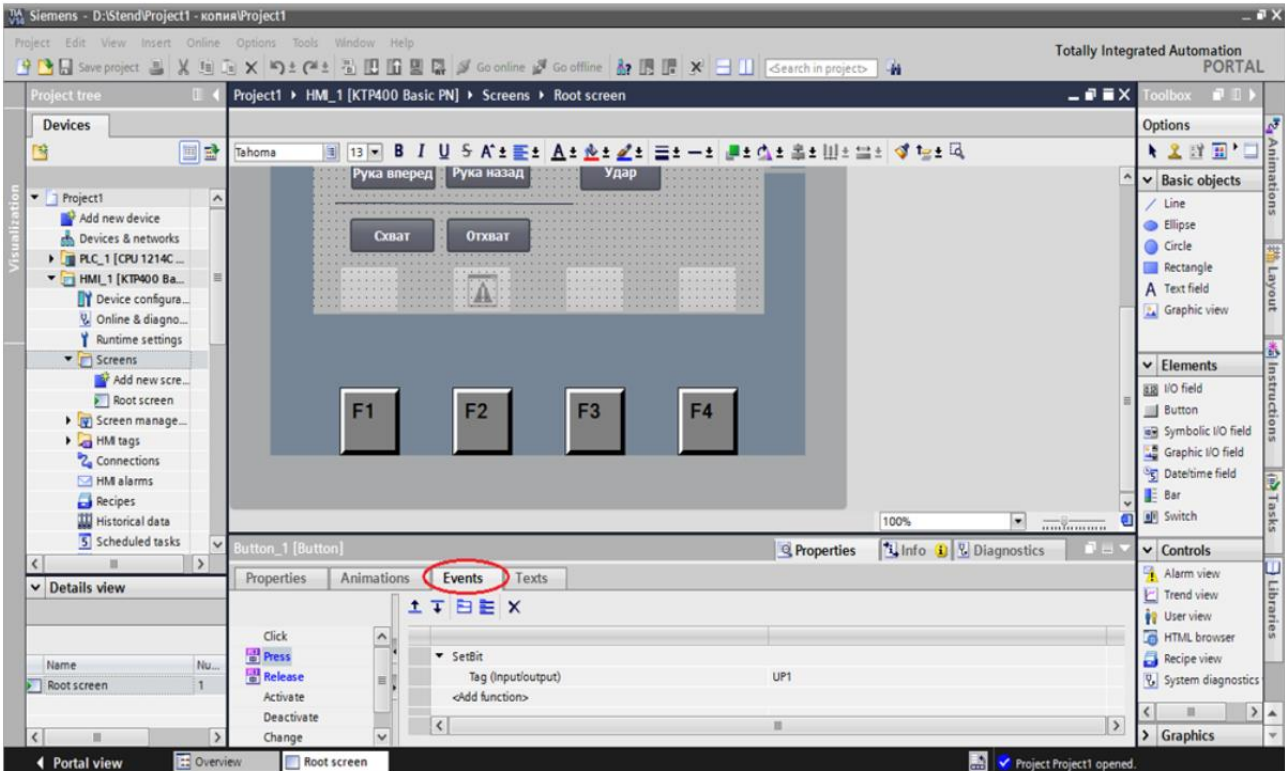 Siemens - D:\Stend\Project1 - копия\Project1
Project Edit View Insert Online Options Tools Window Help
Totally Integrated Automation
PORTAL
Save project Go online Go offline <Search in project>
Project tree
Project1 HMI_1 [KTP400 Basic PN] Screens Root screen
Toolbox
Devices
Options
Tahoma 13 B I U S A
Visualization
Project1
Add new device
Devices & networks
PLC_1 [CPU 1214C ...
HMI_1 [KTP400 Ba...
Device configura...
Online & diagno...
Runtime settings
Screens
Add new scre...
Root screen
Screen manage...
HMI tags
Connections
HMI alarms
Recipes
Historical data
Scheduled tasks
Рука вперед Рука назад Удар
Схват Отхват
F1 F2 F3 F4
100%
Basic objects
Line
Ellipse
Circle
Rectangle
Text field
Graphic view
Elements
I/O field
Button
Symbolic I/O field
Graphic I/O field
Date/time field
Bar
Switch
Controls
Alarm view
Trend view
User view
HTML browser
Recipe view
System diagnostics
Graphics
Animations
Layout
Instructions
Tasks
Libraries
Details view
Name Nu...
Root screen 1
Button_1 [Button]
Properties Info Diagnostics
Properties Animations Events Texts
Click
Press
Release
Activate
Deactivate
Change
SetBit
Tag (Input/output) UP1
<Add function>
Portal view Overview Root screen Project Project1 opened.